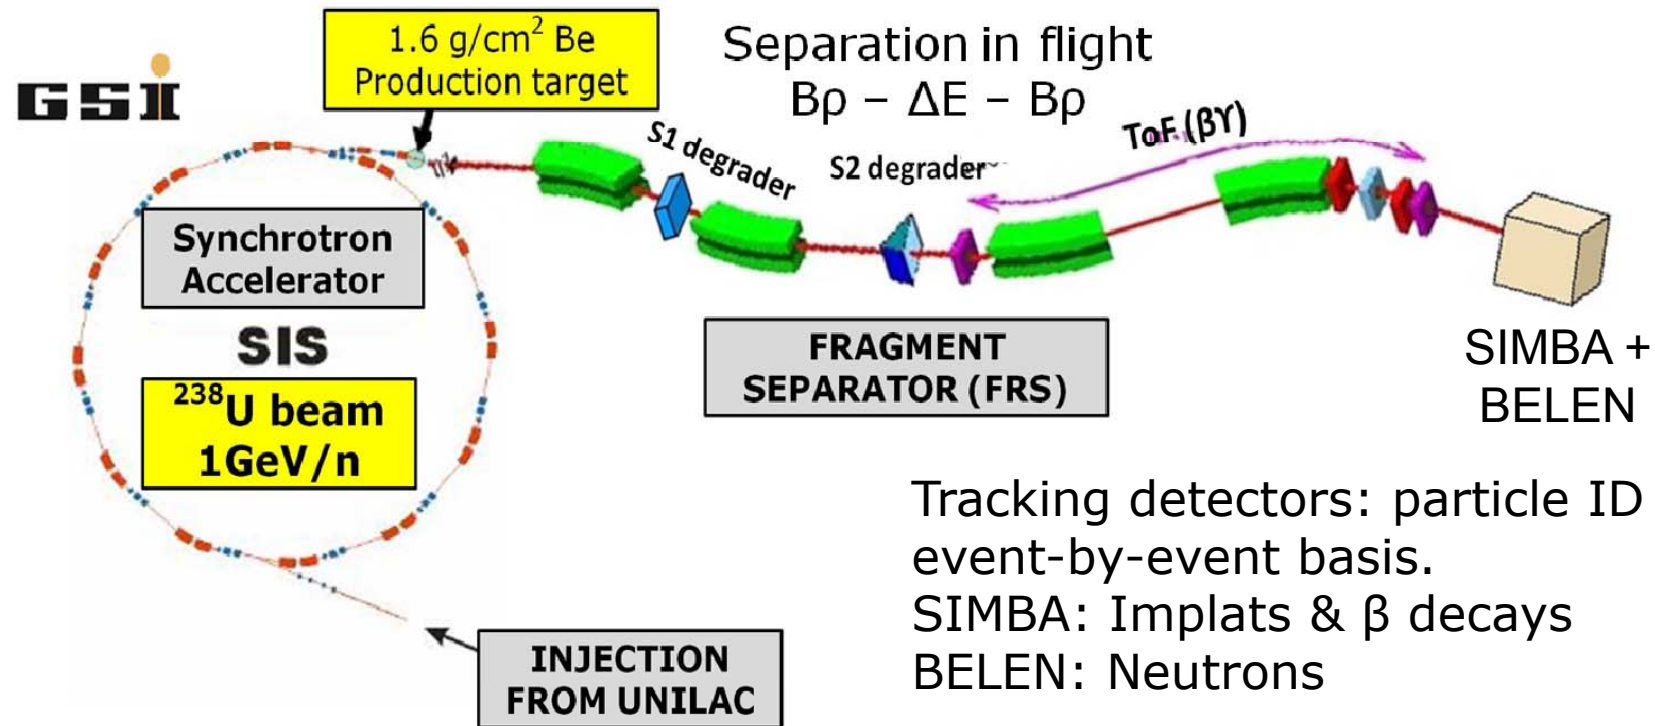 GSI
1.6 g/cm² Be
Production target
Separation in flight
Bρ – ΔE – Bρ
S1 degrader
S2 degrader
ToF (βϒ)
Synchrotron
Accelerator
SIS
²³⁸U beam
1GeV/n
FRAGMENT
SEPARATOR (FRS)
SIMBA +
BELEN
Tracking detectors: particle ID
event-by-event basis.
SIMBA: Implats & β decays
BELEN: Neutrons
INJECTION
FROM UNILAC